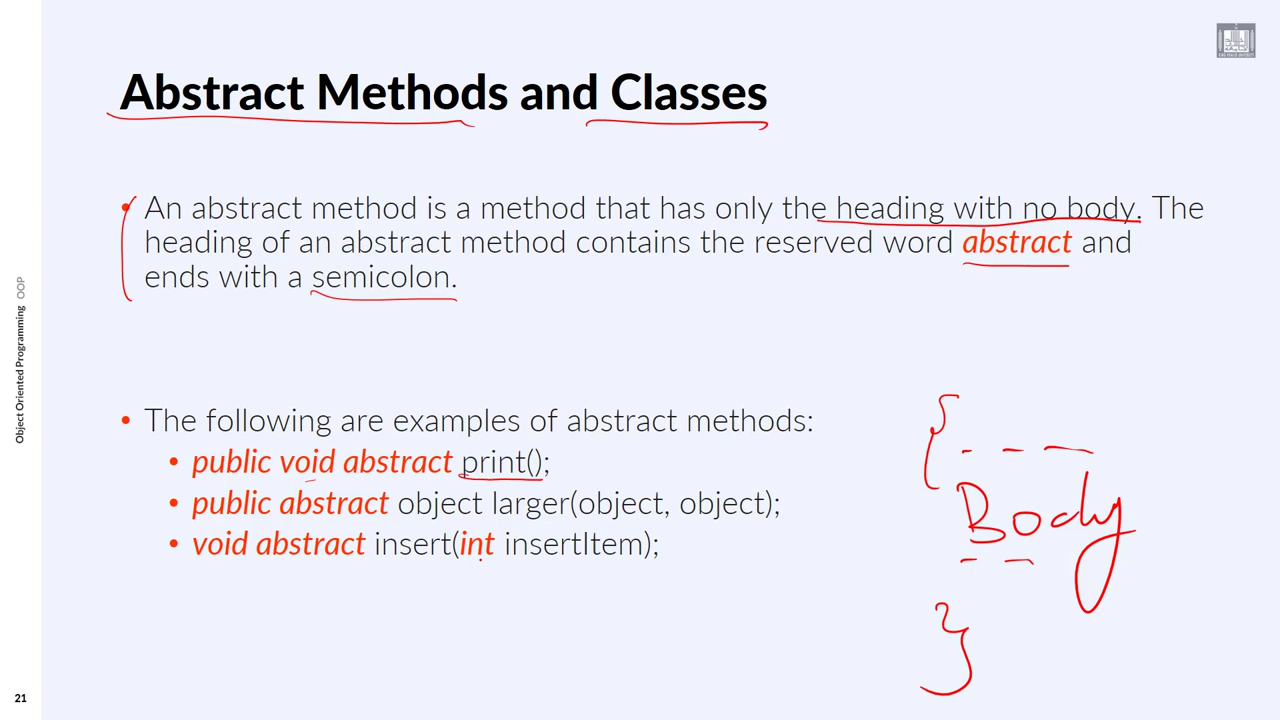 Abstract Methods and Classes
• An abstract method is a method that has only the heading with no body. The
heading of an abstract method contains the reserved word abstract and
ends with a semicolon.
• The following are examples of abstract methods:
• public void abstract print();
• public abstract object larger(object, object);
• void abstract insert(int insertItem);
{
Body
}
Object Oriented Programming OOP
21